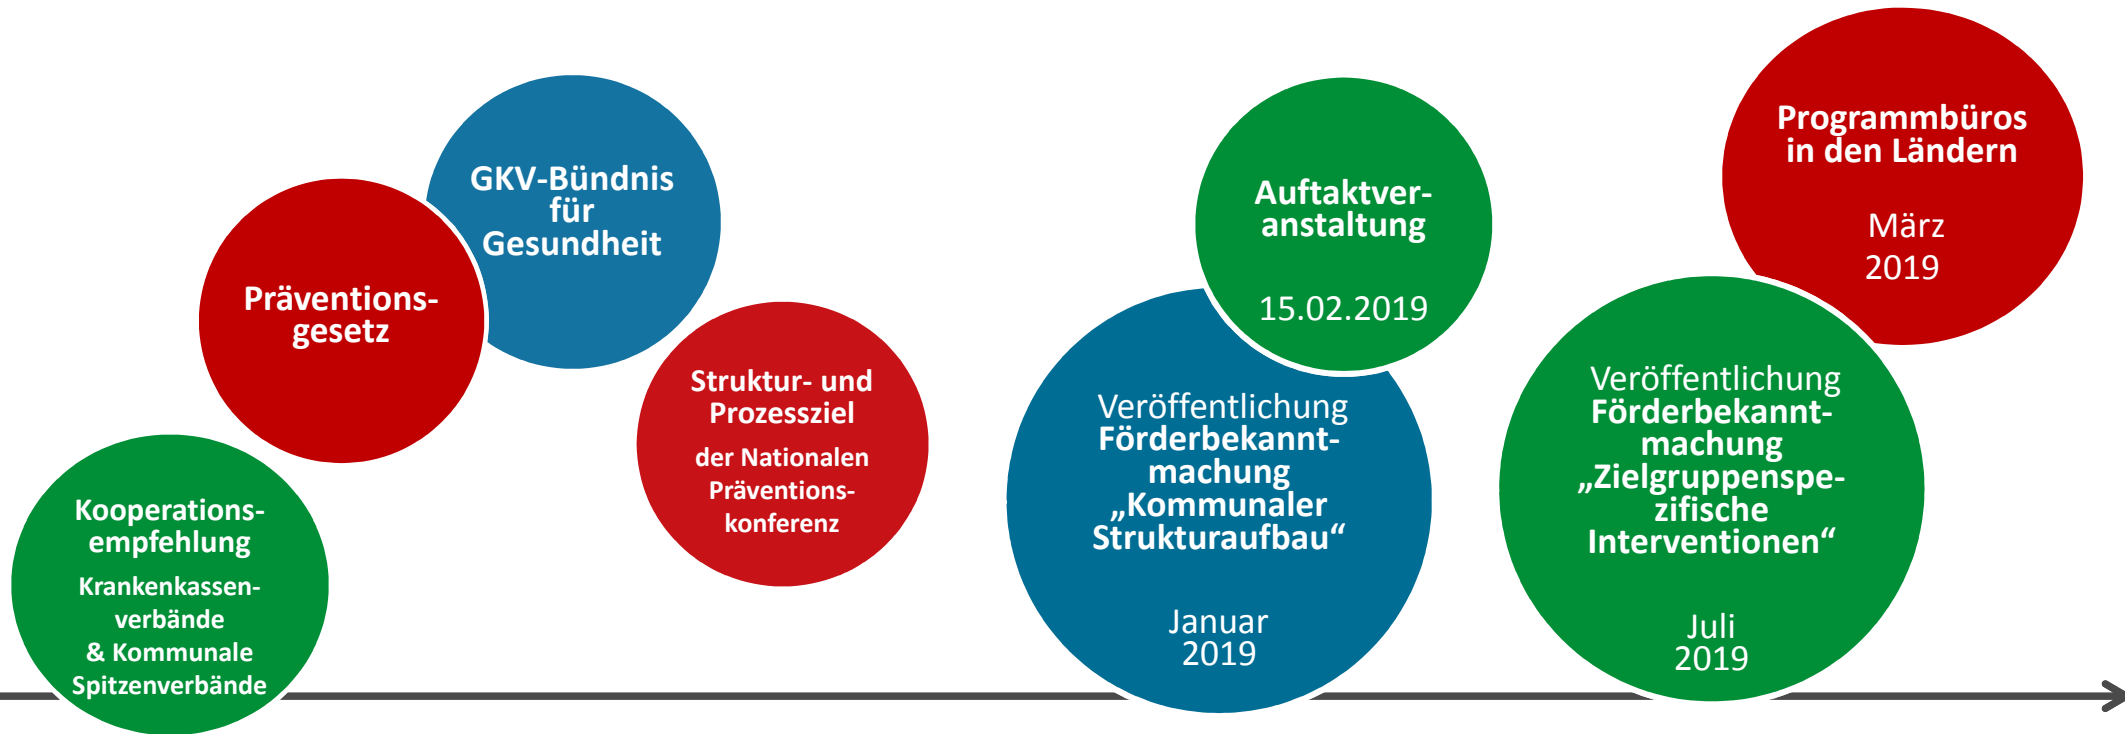 Kooperations-
empfehlung
Krankenkassen-
verbände
& Kommunale
Spitzenverbände
Präventions-
gesetz
GKV-Bündnis
für
Gesundheit
Struktur- und
Prozessziel
der Nationalen
Präventions-
konferenz
Veröffentlichung
Förderbekannt-
machung
„Kommunaler
Strukturaufbau“
Januar
2019
Auftaktver-
anstaltung
15.02.2019
Veröffentlichung
Förderbekannt-
machung
„Zielgruppenspe-
zifische
Interventionen“
Juli
2019
Programmbüros
in den Ländern
März
2019